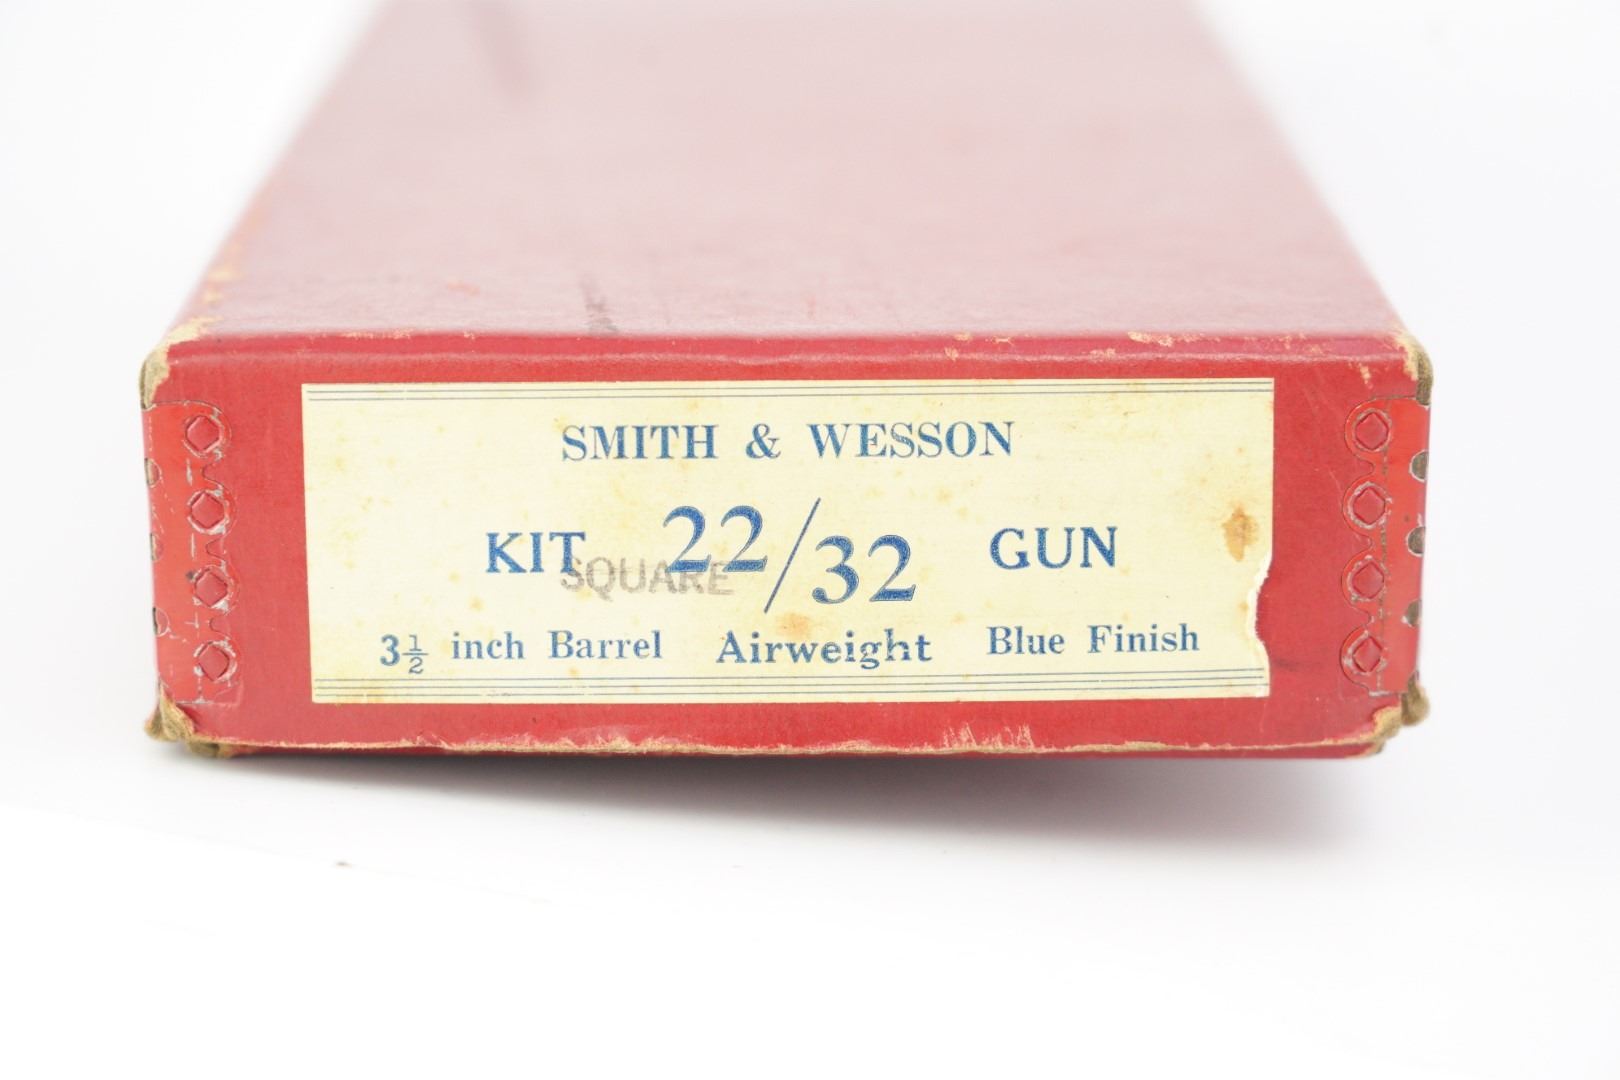 SMITH & WESSON
KIT 22/32 GUN
SQUARE
3½ inch Barrel Airweight Blue Finish